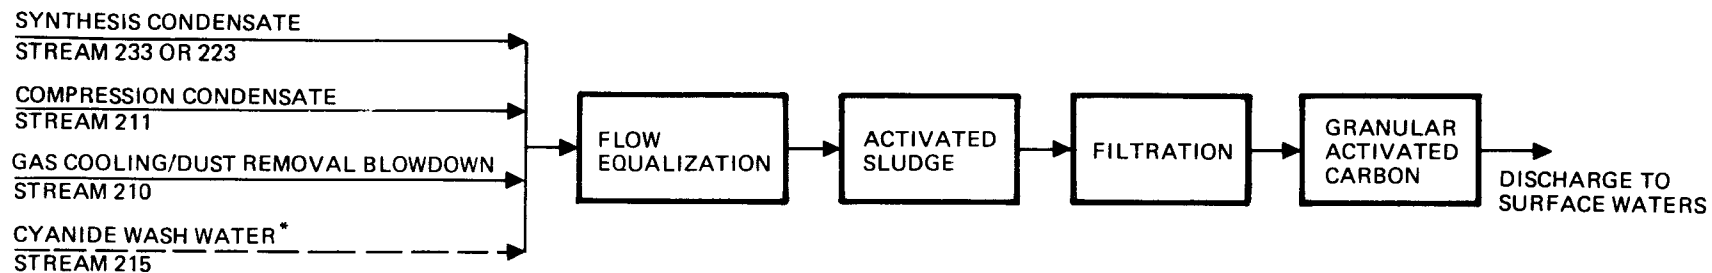 SYNTHESIS CONDENSATE
STREAM 233 OR 223
COMPRESSION CONDENSATE
STREAM 211
GAS COOLING/DUST REMOVAL BLOWDOWN
STREAM 210
CYANIDE WASH WATER*
STREAM 215
FLOW
EQUALIZATION
ACTIVATED
SLUDGE
FILTRATION
GRANULAR
ACTIVATED
CARBON
DISCHARGE TO
SURFACE WATERS